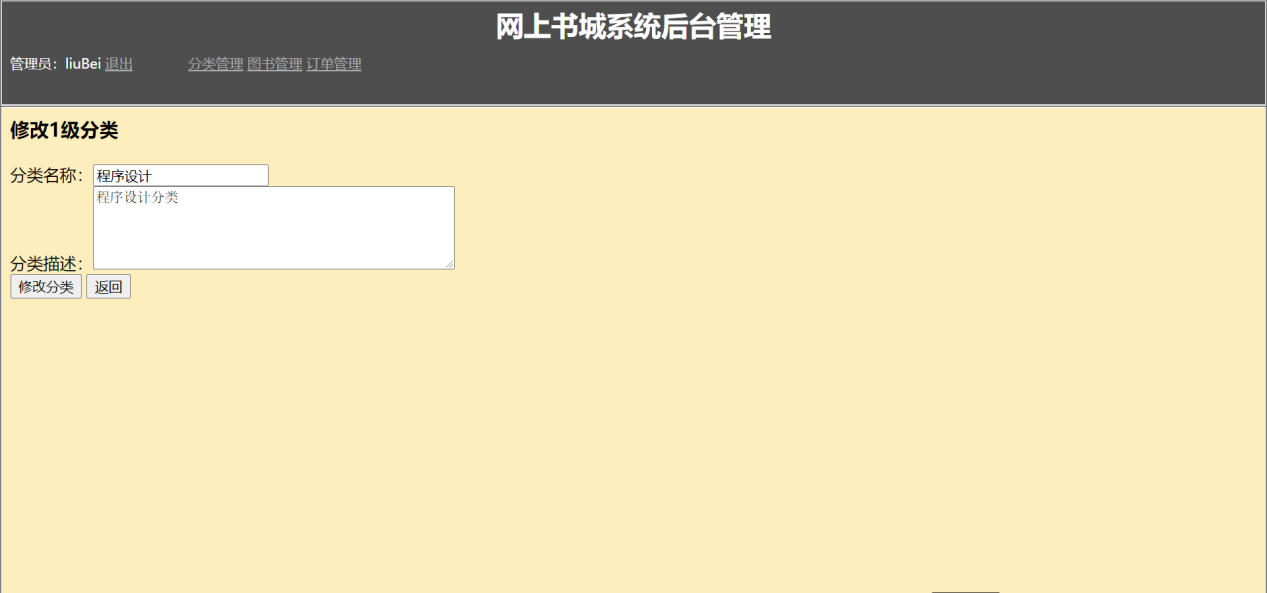 网上书城系统后台管理
管理员：liuBei 退出 分类管理 图书管理 订单管理
修改1级分类
分类名称： 程序设计
程序设计分类
分类描述：
修改分类 返回